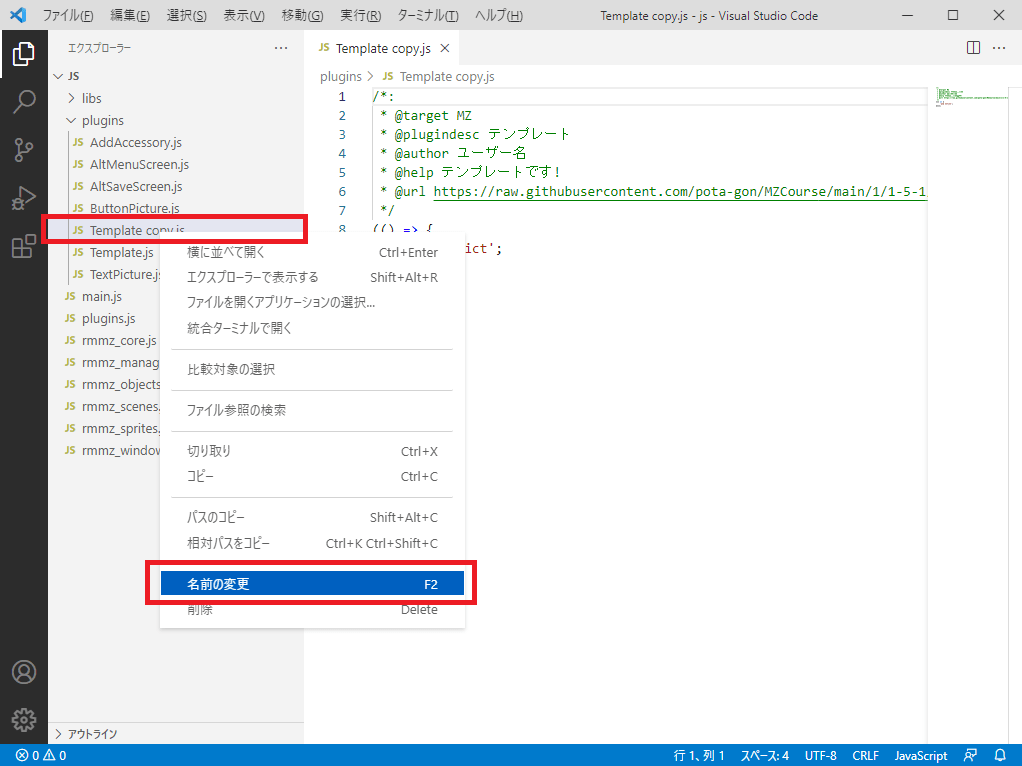 ファイル(F) 編集(E) 選択(S) 表示(V) 移動(G) 実行(R) ターミナル(T) ヘルプ(H) Template copy.js - js - Visual Studio Code
エクスプローラー ···
JS Template copy.js ×
JS
plugins > JS Template copy.js
libs
plugins
JS AddAccessory.js
JS AltMenuScreen.js
JS AltSaveScreen.js
JS ButtonPicture.js
JS Template copy.js
JS Template.js
JS TextPicture.js
JS main.js
JS plugins.js
JS rmmz_core.js
JS rmmz_manag
JS rmmz_objects
JS rmmz_scenes.
JS rmmz_sprites.
JS rmmz_window
1 /*:
2 * @target MZ
3 * @plugindesc テンプレート
4 * @author ユーザー名
5 * @help テンプレートです!
6 * @url https://raw.githubusercontent.com/pota-gon/MZCourse/main/1/1-5-1
7 */
8 (() => {
ict';
横に並べて開く Ctrl+Enter
エクスプローラーで表示する Shift+Alt+R
ファイルを開くアプリケーションの選択...
統合ターミナルで開く
比較対象の選択
ファイル参照の検索
切り取り Ctrl+X
コピー Ctrl+C
パスのコピー Shift+Alt+C
相対パスをコピー Ctrl+K Ctrl+Shift+C
名前の変更 F2
削除 Delete
アウトライン
0 0 行 1、列 1 スペース: 4 UTF-8 CRLF JavaScript